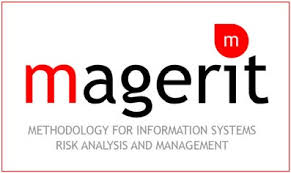 m
magerit
METHODOLOGY FOR INFORMATION SYSTEMS
RISK ANALYSIS AND MANAGEMENT